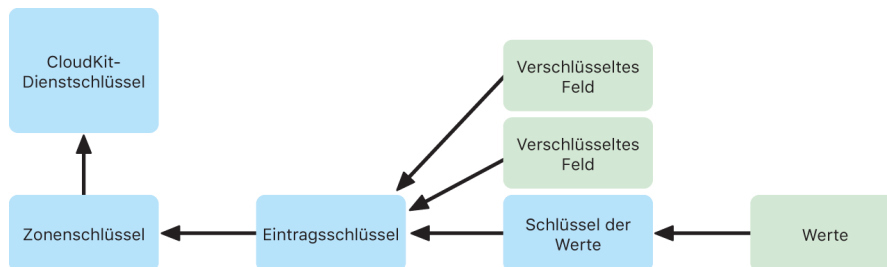 CloudKit-
Dienstschlüssel
Verschlüsseltes
Feld
Verschlüsseltes
Feld
Zonenschlüssel
Eintragsschlüssel
Schlüssel der
Werte
Werte